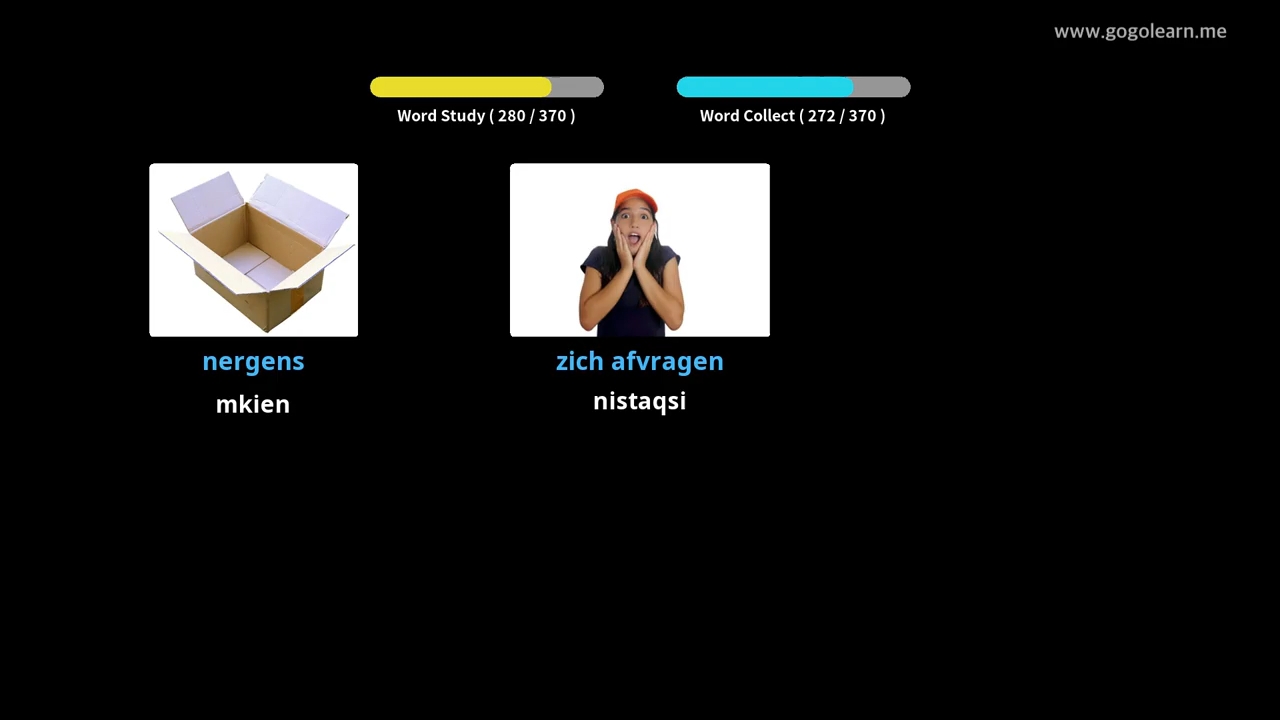 www.gogolearn.me
Word Study ( 280 / 370 )
Word Collect ( 272 / 370 )
nergens
mkien
zich afvragen
nistaqsi